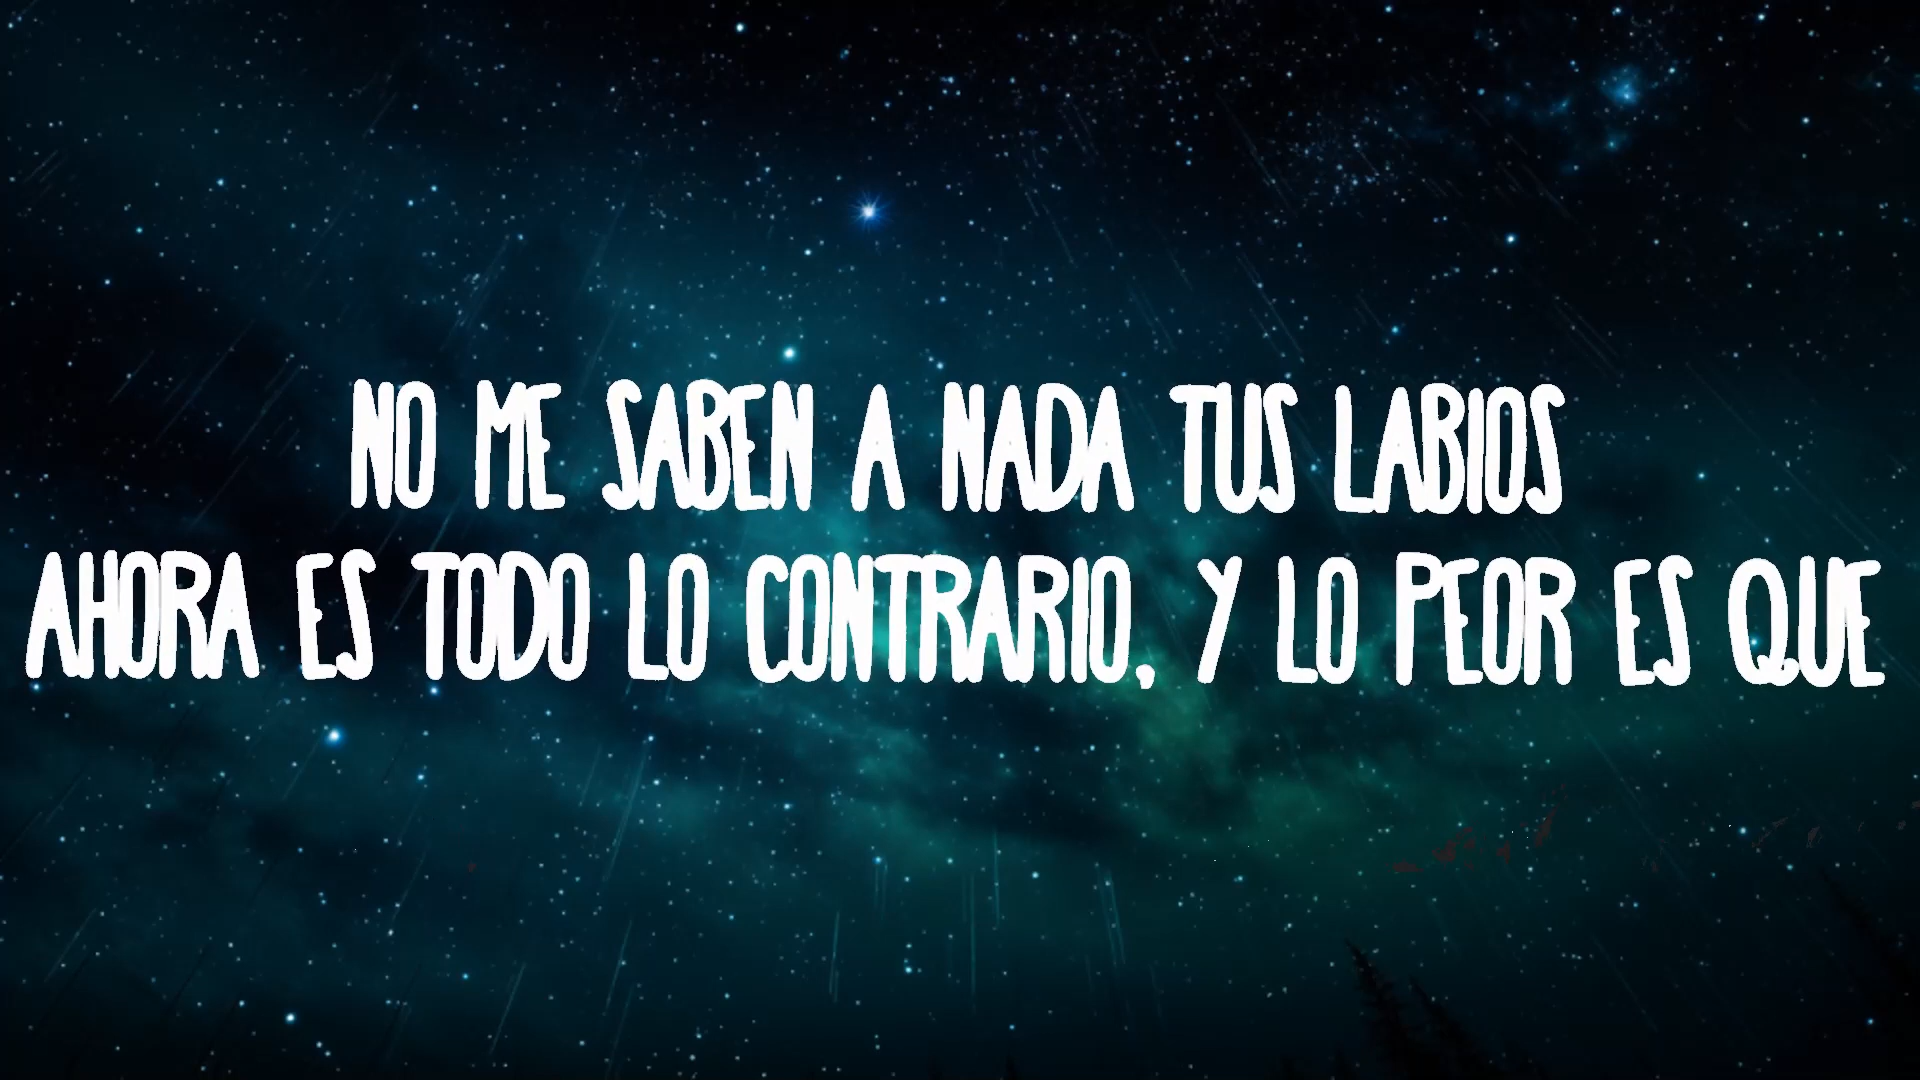 NO ME SABEN A NADA TUS LABIOS
AHORA ES TODO LO CONTRARIO, Y LO PEOR ES QUE